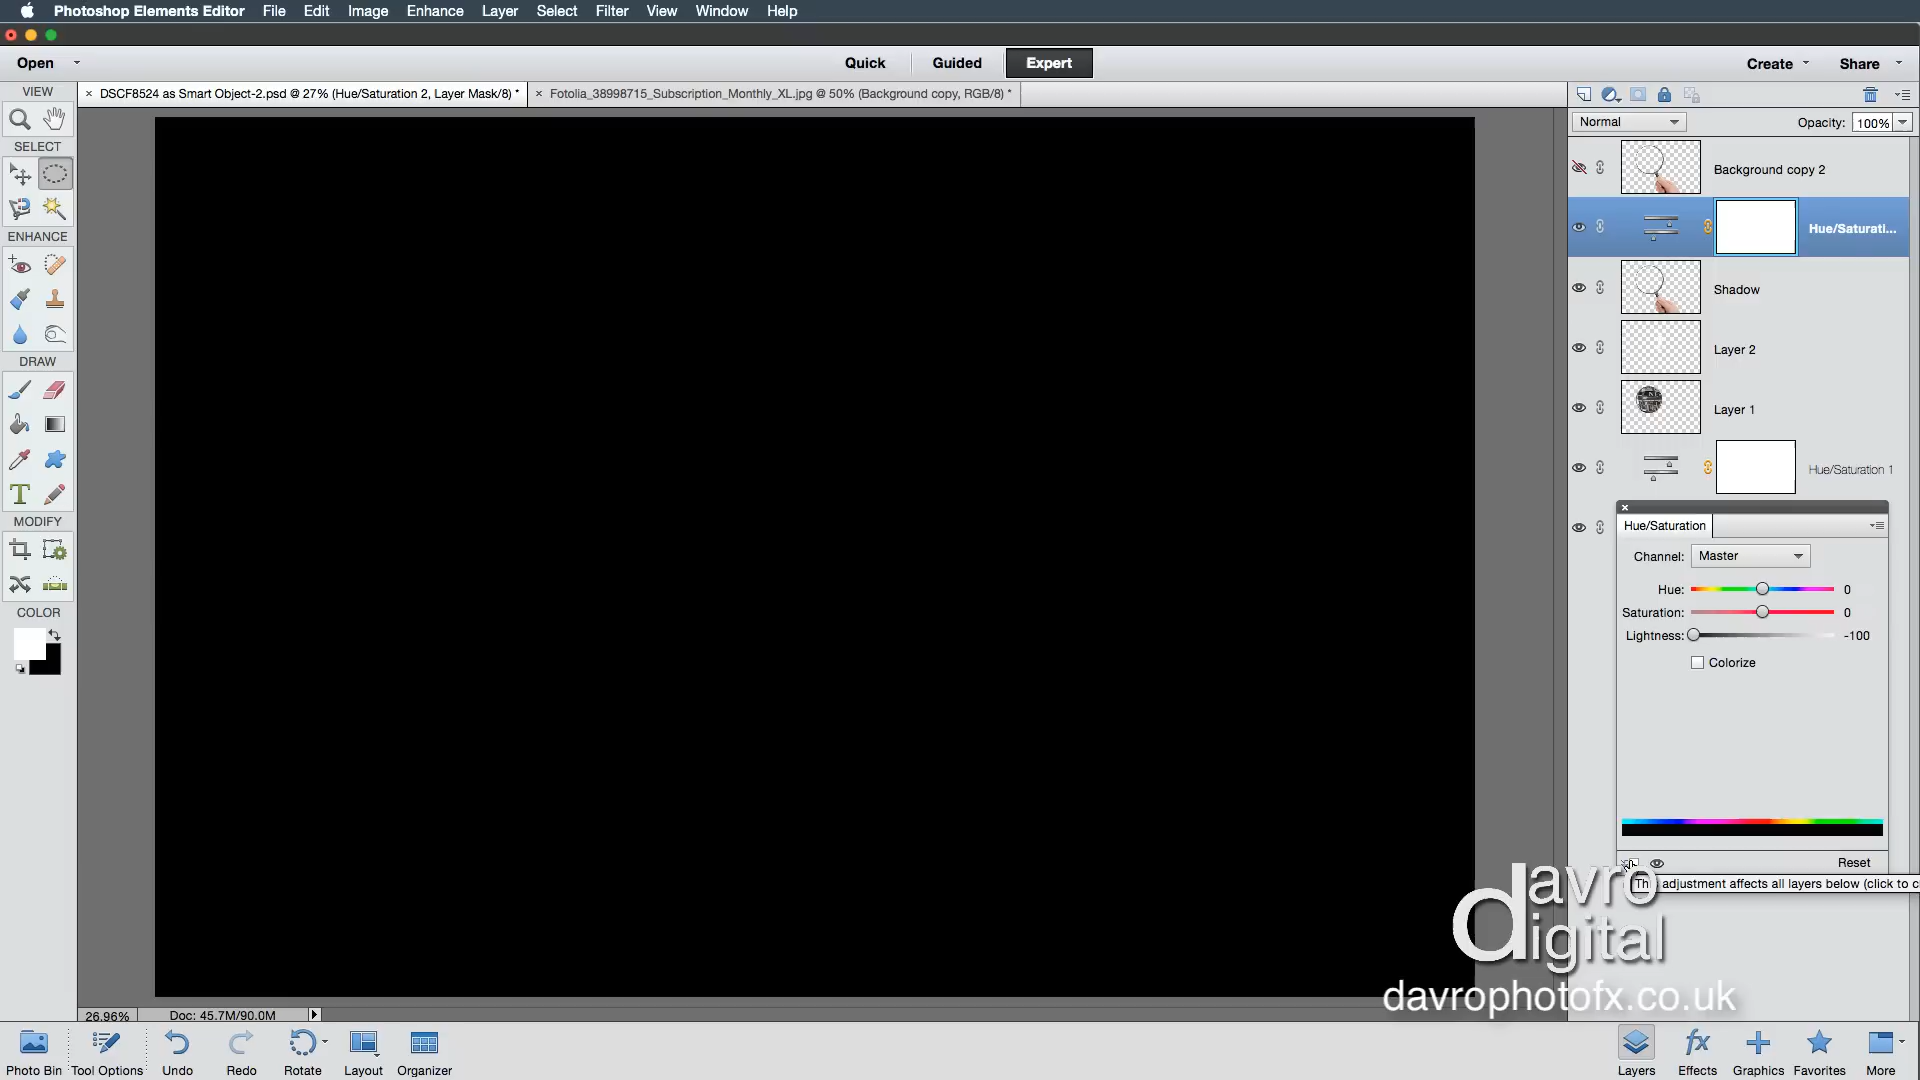 Photoshop Elements Editor File Edit Image Enhance Layer Select Filter View Window Help
Open Quick Guided Expert Create Share
VIEW
× DSCF8524 as Smart Object-2.psd @ 27% (Hue/Saturation 2, Layer Mask/8) * × Fotolia_38998715_Subscription_Monthly_XL.jpg @ 50% (Background copy, RGB/8) *
Normal Opacity: 100%
SELECT
Background copy 2
Hue/Saturati...
ENHANCE
Shadow
Layer 2
DRAW
Layer 1
Hue/Saturation 1
T
MODIFY
Hue/Saturation
Channel: Master
Hue: 0
Saturation: 0
Lightness: -100
Colorize
COLOR
Reset
This adjustment affects all layers below (click to c
davro
digital
davrophotofx.co.uk
26.96% Doc: 45.7M/90.0M
fx
Photo Bin Tool Options Undo Redo Rotate Layout Organizer Layers Effects Graphics Favorites More